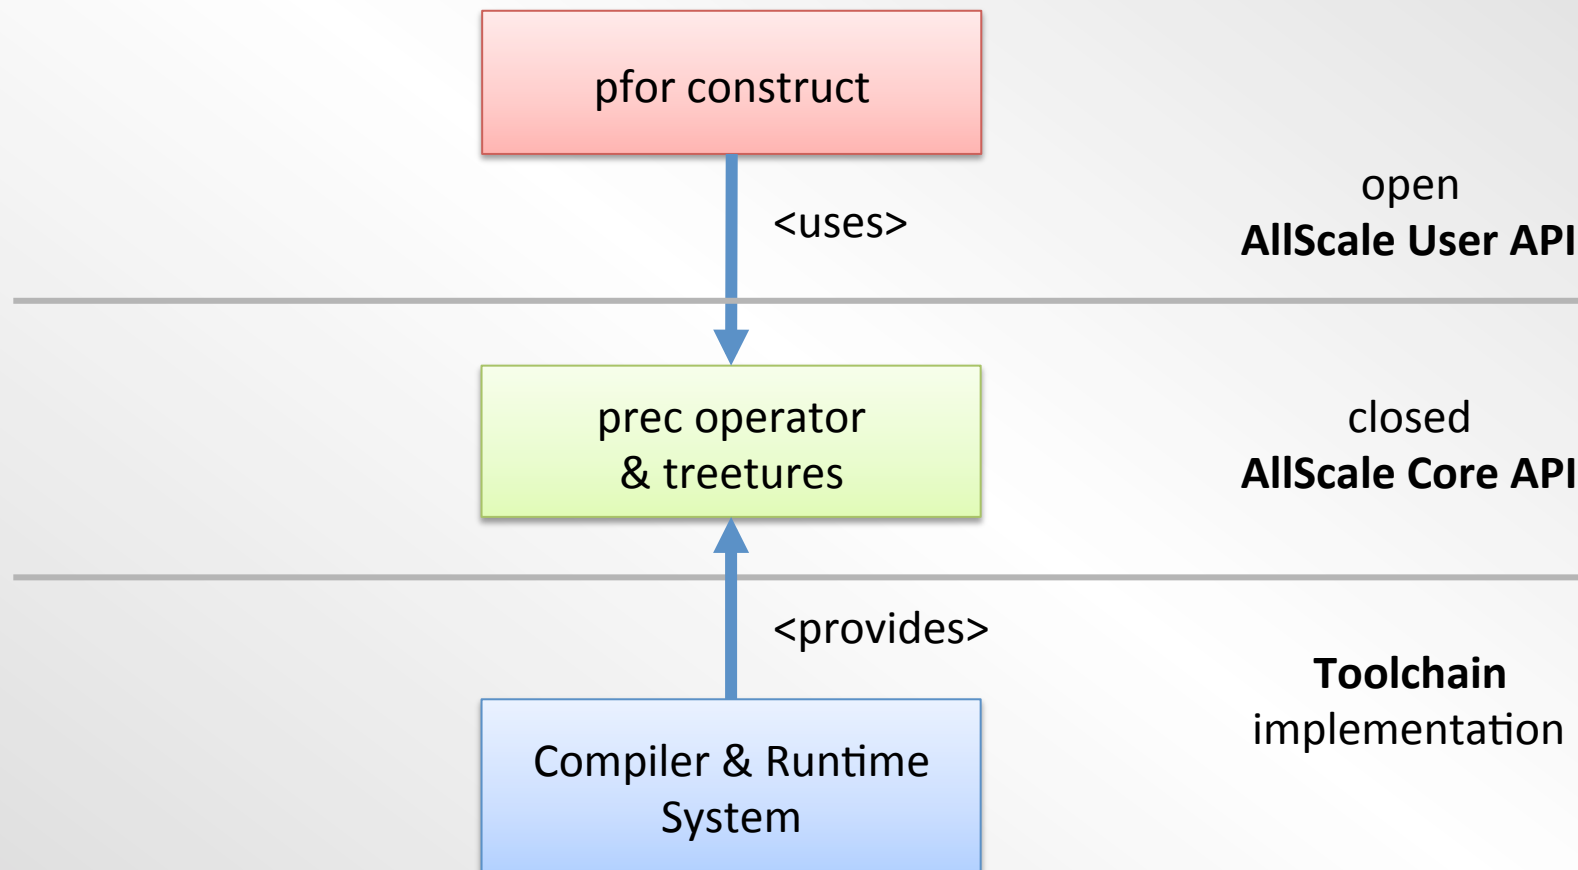 pfor construct
<uses>
open
AllScale User API
prec operator
& treetures
closed
AllScale Core API
<provides>
Toolchain
implementation
Compiler & Runtime
System